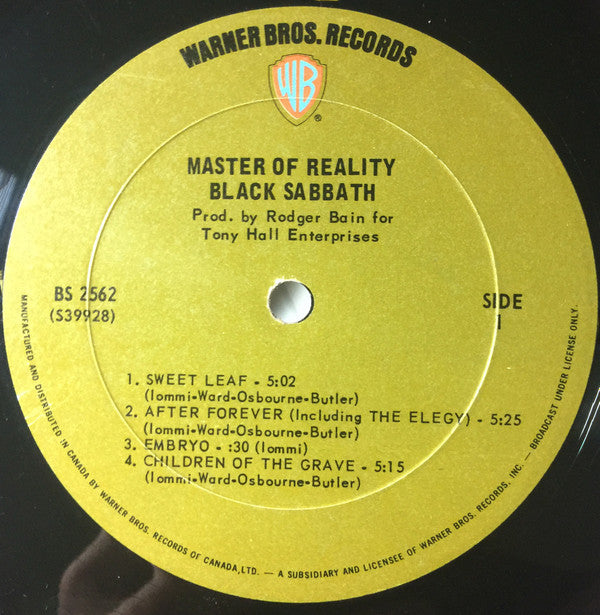 WARNER BROS. RECORDS
WB
®
MASTER OF REALITY
BLACK SABBATH
Prod. by Rodger Bain for
Tony Hall Enterprises
BS 2562
(S39928)
SIDE
1
1. SWEET LEAF - 5:02
(Iommi-Ward-Osbourne-Butler)
2. AFTER FOREVER (Including THE ELEGY) - 5:25
(Iommi-Ward-Osbourne-Butler)
3. EMBRYO - :30 (Iommi)
4. CHILDREN OF THE GRAVE - 5:15
(Iommi-Ward-Osbourne-Butler)
MANUFACTURED AND DISTRIBUTED IN CANADA BY WARNER BROS. RECORDS OF CANADA, LTD. — A SUBSIDIARY AND LICENSEE OF WARNER BROS. RECORDS, INC. — BROADCAST UNDER LICENSE ONLY.